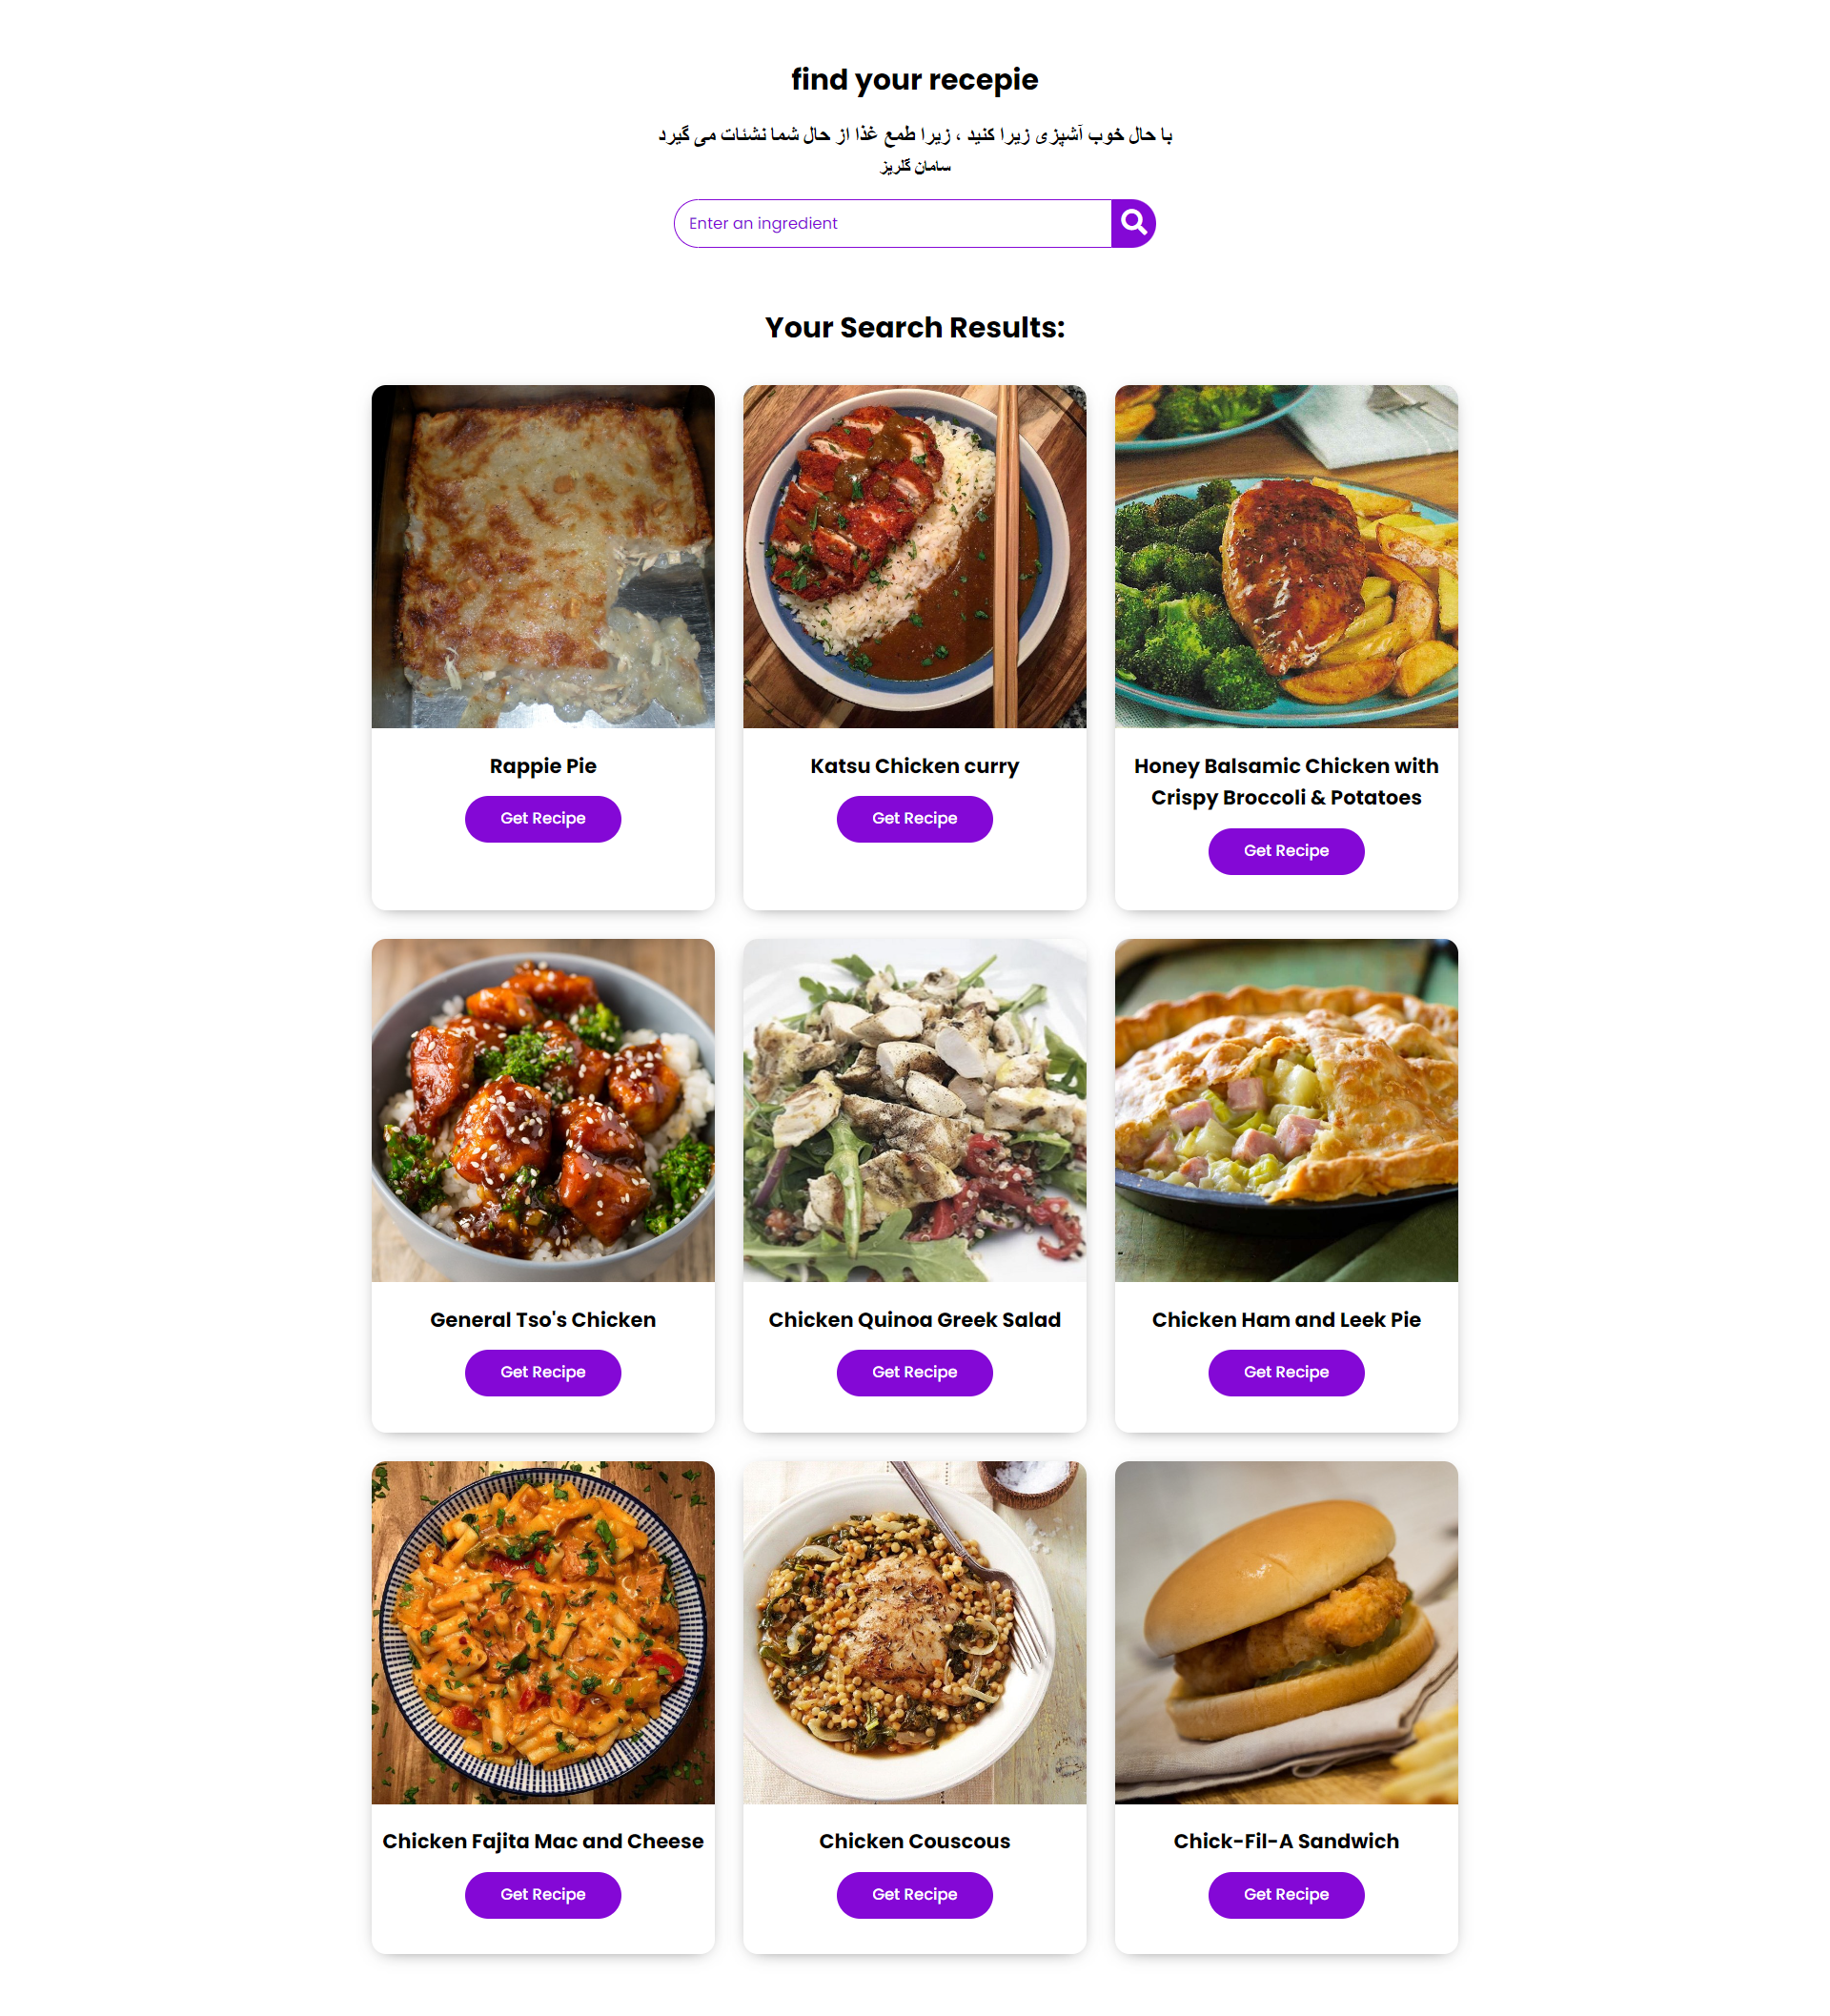 find your recepie
با حال خوب آشپزی زیرا کنید ، زیرا طمع غذا از حال شما نشئات می گیرد
سامان گلریز
Enter an ingredient
Your Search Results:
Rappie Pie
Get Recipe
Katsu Chicken curry
Get Recipe
Honey Balsamic Chicken with
Crispy Broccoli & Potatoes
Get Recipe
General Tso's Chicken
Get Recipe
Chicken Quinoa Greek Salad
Get Recipe
Chicken Ham and Leek Pie
Get Recipe
Chicken Fajita Mac and Cheese
Get Recipe
Chicken Couscous
Get Recipe
Chick-Fil-A Sandwich
Get Recipe